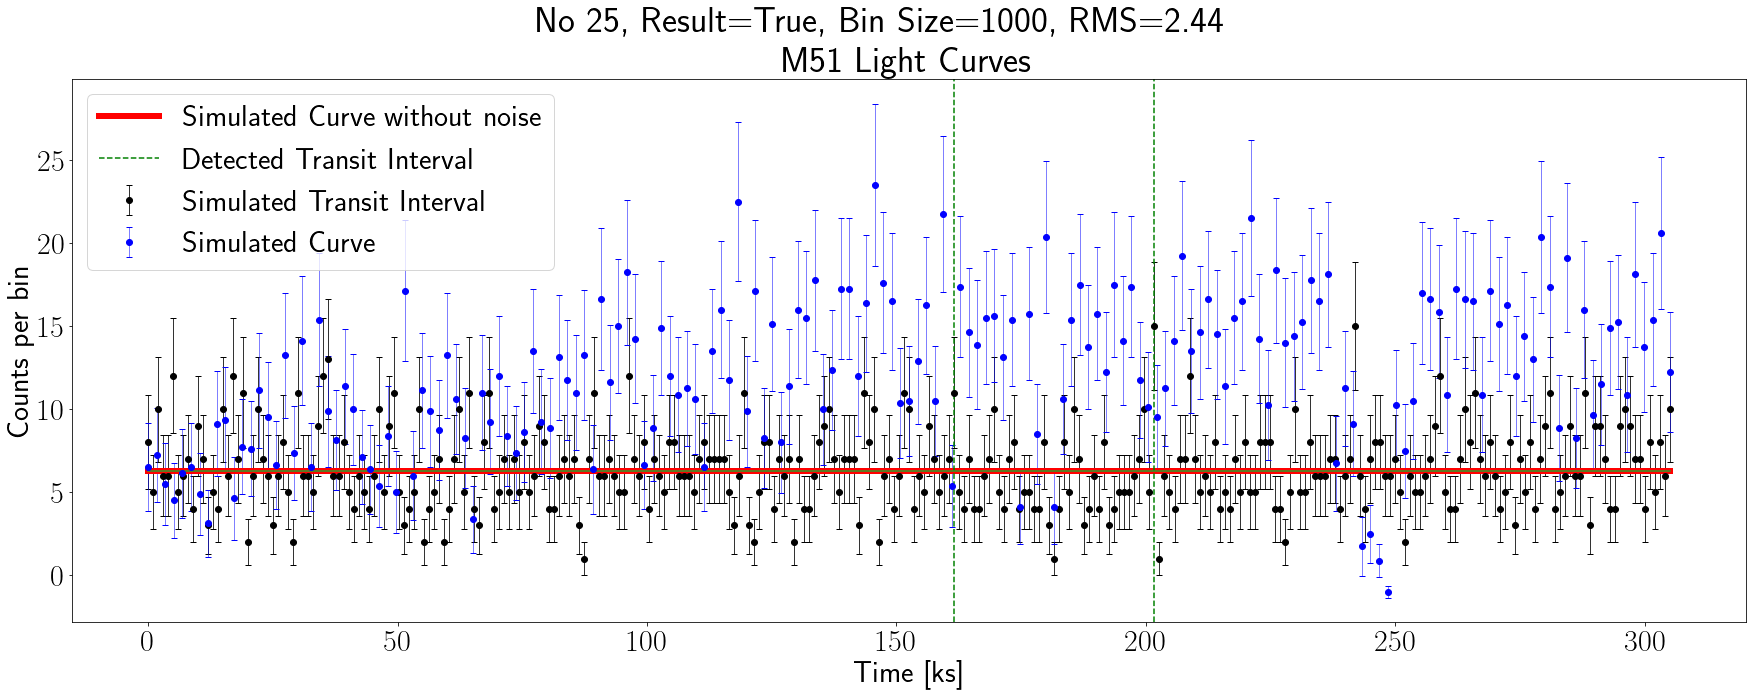 No 25, Result=True, Bin Size=1000, RMS=2.44
M51 Light Curves
Simulated Curve without noise
Detected Transit Interval
Simulated Transit Interval
Simulated Curve
Counts per bin
25
20
15
10
5
0
0 50 100 150 200 250 300
Time [ks]